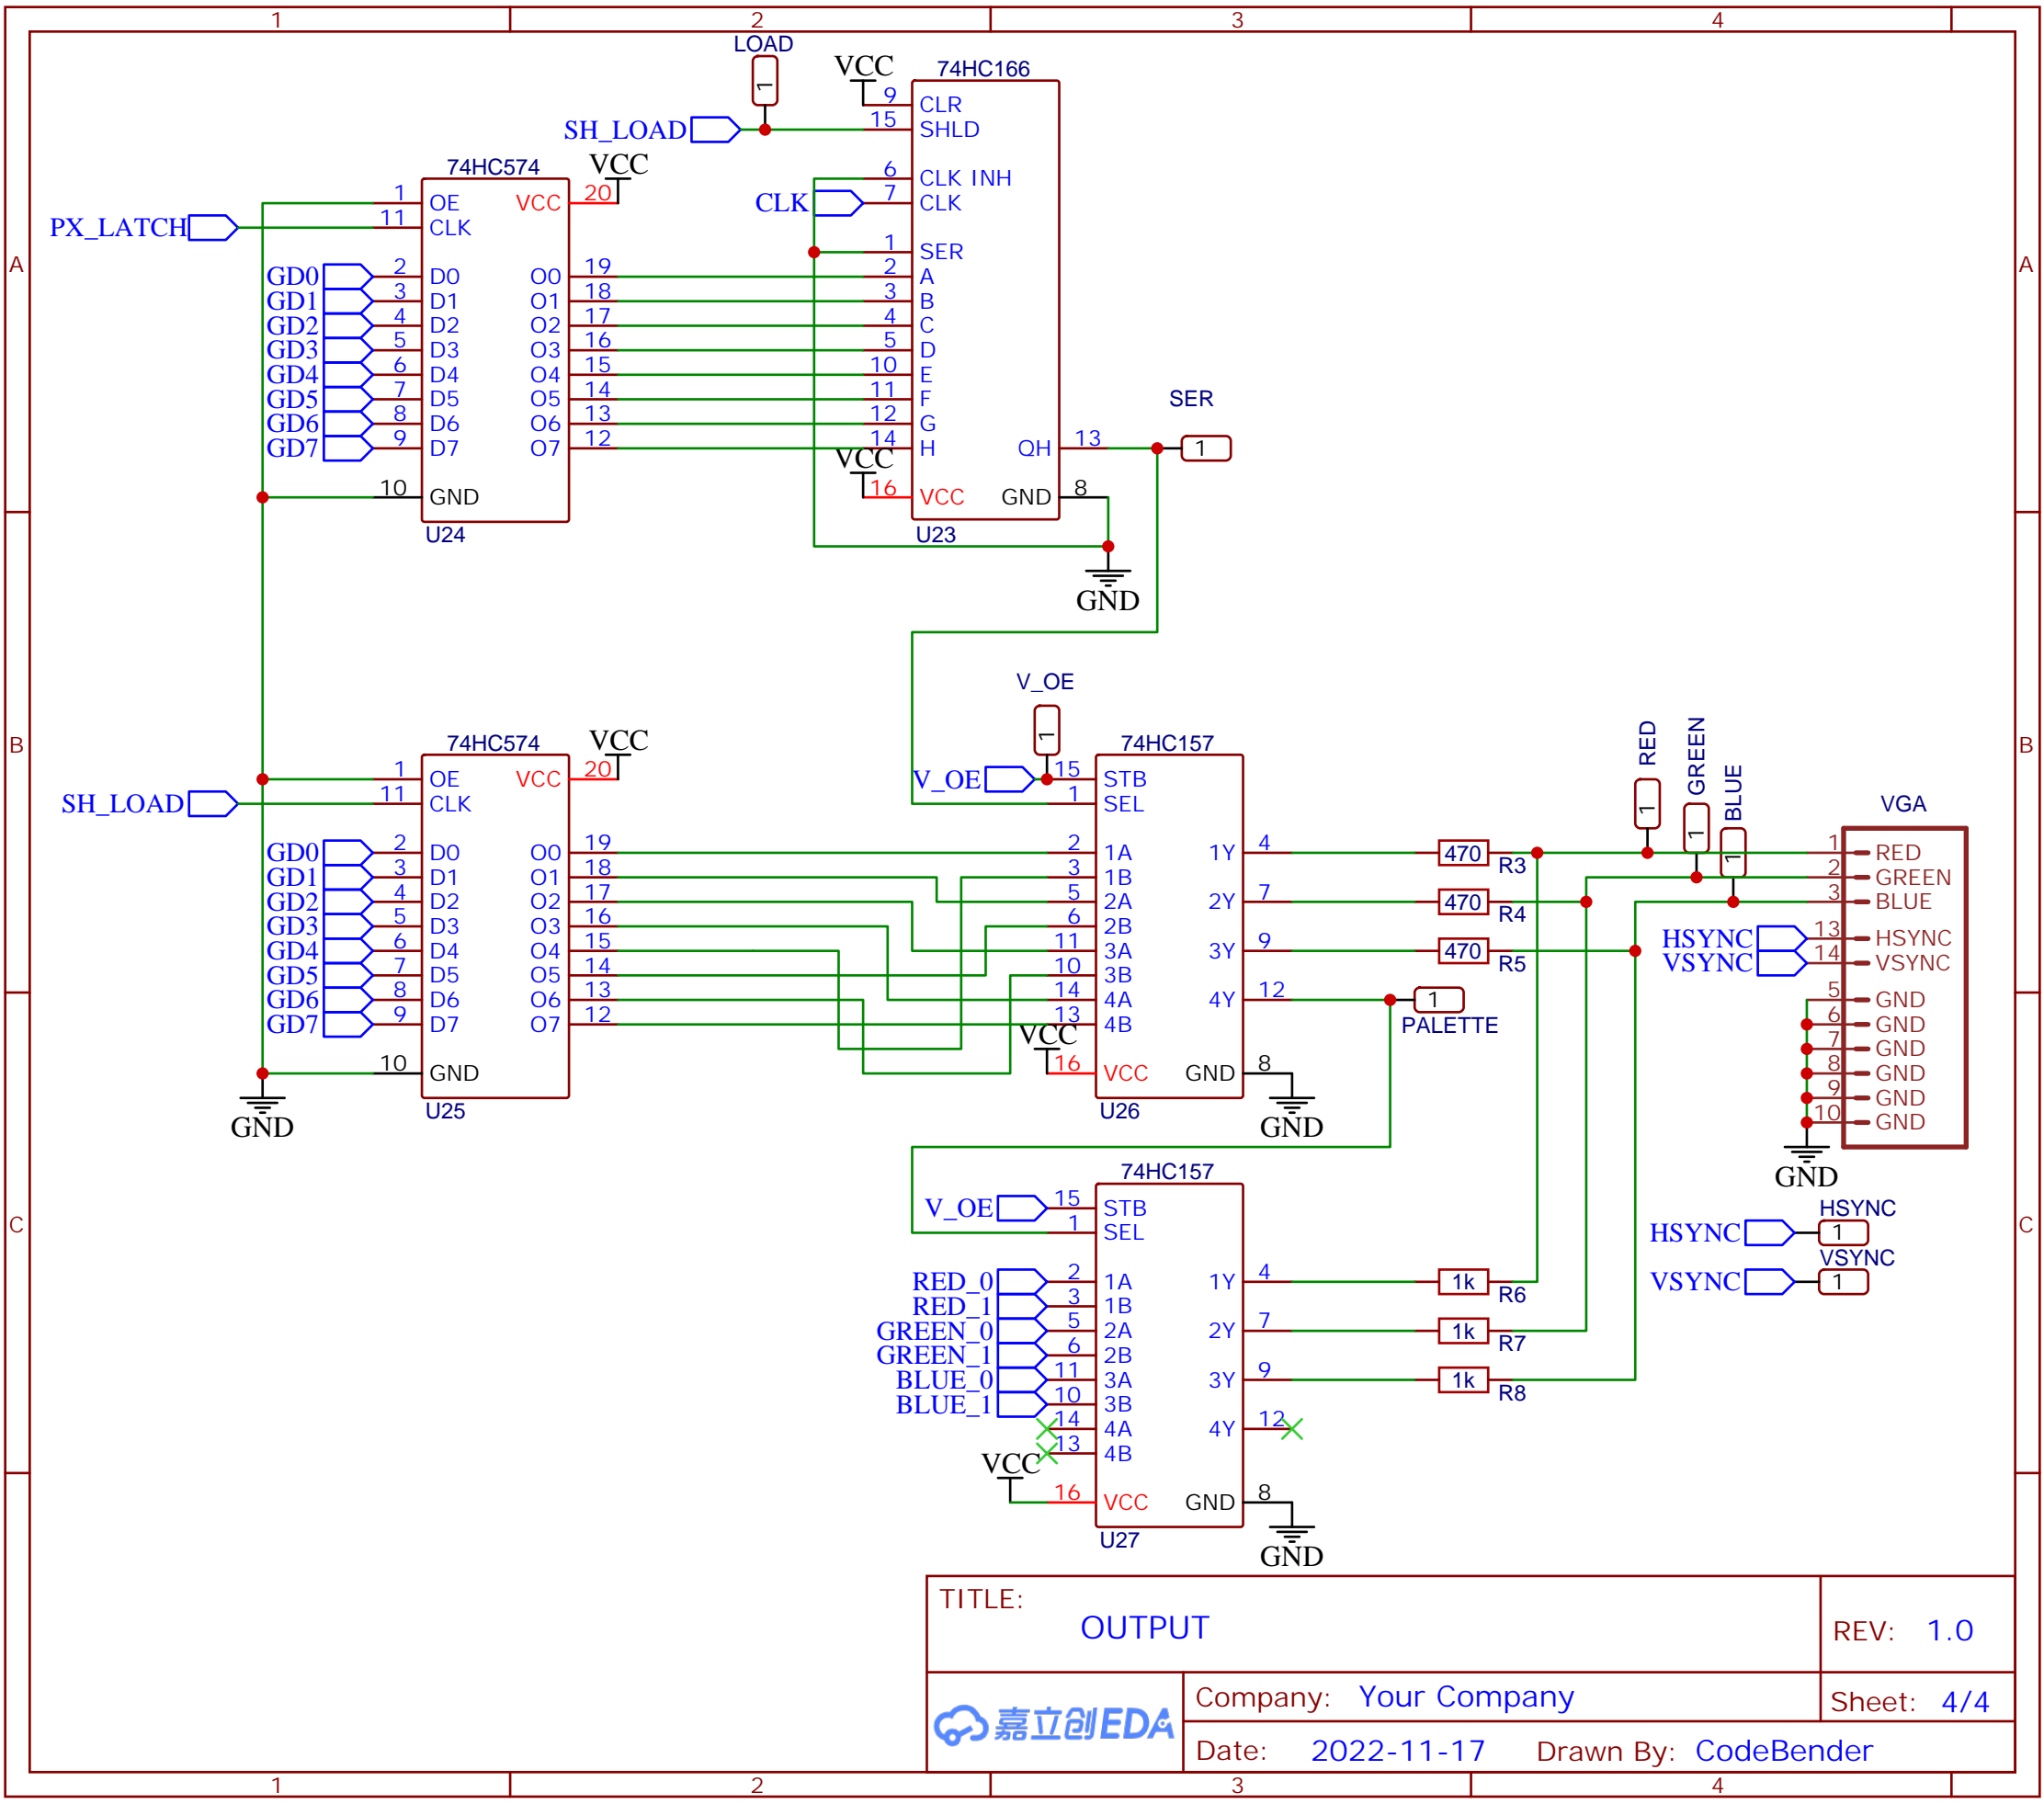 1 2 3 4
A
B
C
A
B
C
1 2 3 4
LOAD
1
SH_LOAD
VCC
74HC166
9 CLR
15 SHLD
6 CLK INH
CLK 7 CLK
1 SER
2 A
3 B
4 C
5 D
10 E
11 F
12 G
14 H
VCC
16 VCC
QH 13
GND 8
U23
GND
SER
1
74HC574
VCC
1 OE VCC 20
PX_LATCH 11 CLK
GD0 2 D0 O0 19
GD1 3 D1 O1 18
GD2 4 D2 O2 17
GD3 5 D3 O3 16
GD4 6 D4 O4 15
GD5 7 D5 O5 14
GD6 8 D6 O6 13
GD7 9 D7 O7 12
10 GND
U24
74HC574
VCC
1 OE VCC 20
SH_LOAD 11 CLK
GD0 2 D0 O0 19
GD1 3 D1 O1 18
GD2 4 D2 O2 17
GD3 5 D3 O3 16
GD4 6 D4 O4 15
GD5 7 D5 O5 14
GD6 8 D6 O6 13
GD7 9 D7 O7 12
10 GND
U25
GND
V_OE
1
74HC157
V_OE 15 STB
1 SEL
2 1A 1Y 4
3 1B
5 2A 2Y 7
6 2B
11 3A 3Y 9
10 3B
14 4A 4Y 12
13 4B
VCC
16 VCC GND 8
U26
GND
470 R3
470 R4
470 R5
1
PALETTE
RED
1
GREEN
1
BLUE
1
VGA
1 RED
2 GREEN
3 BLUE
HSYNC 13 HSYNC
VSYNC 14 VSYNC
5 GND
6 GND
7 GND
8 GND
9 GND
10 GND
GND
HSYNC
HSYNC 1
VSYNC
VSYNC 1
74HC157
V_OE 15 STB
1 SEL
RED_0 2 1A 1Y 4
RED_1 3 1B
GREEN_0 5 2A 2Y 7
GREEN_1 6 2B
BLUE_0 11 3A 3Y 9
BLUE_1 10 3B
14 4A 4Y 12
13 4B
VCC
16 VCC GND 8
U27
GND
1k R6
1k R7
1k R8
TITLE:
OUTPUT
REV: 1.0
嘉立创EDA
Company: Your Company
Sheet: 4/4
Date: 2022-11-17 Drawn By: CodeBender